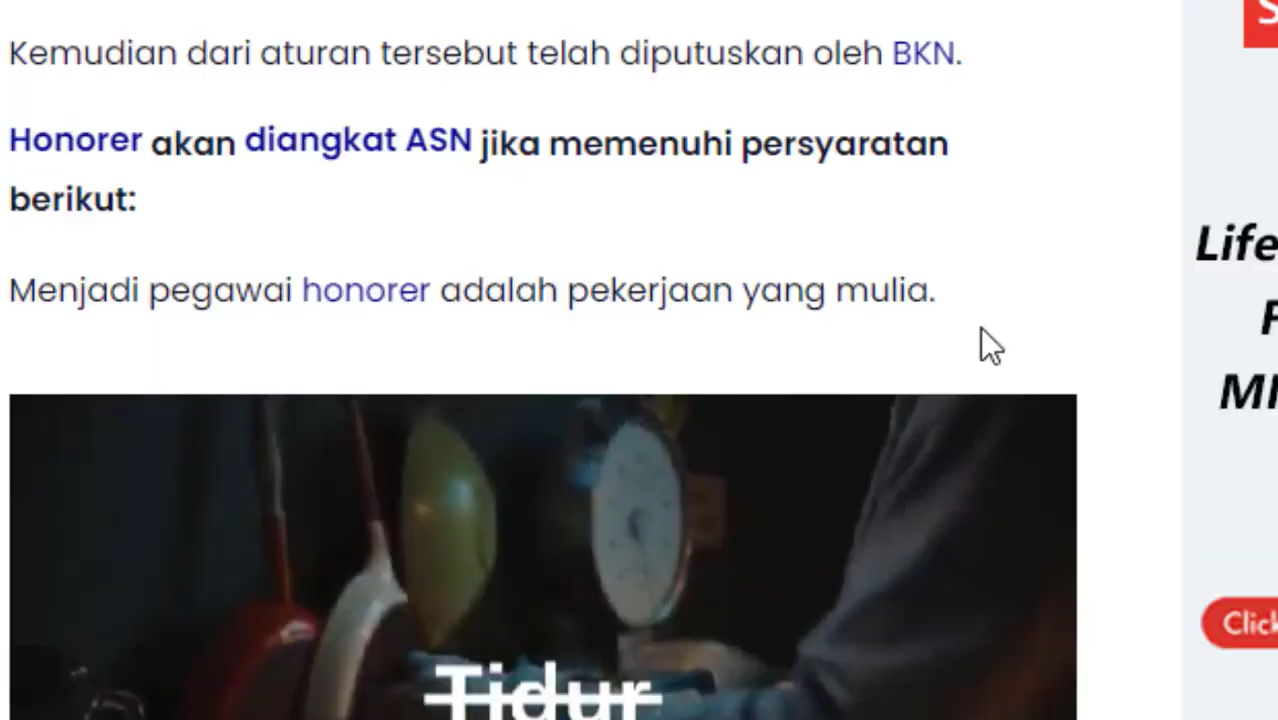 Kemudian dari aturan tersebut telah diputuskan oleh BKN.
Honorer akan diangkat ASN jika memenuhi persyaratan
berikut:
Menjadi pegawai honorer adalah pekerjaan yang mulia.
Tidur
S
Life
MI
Click